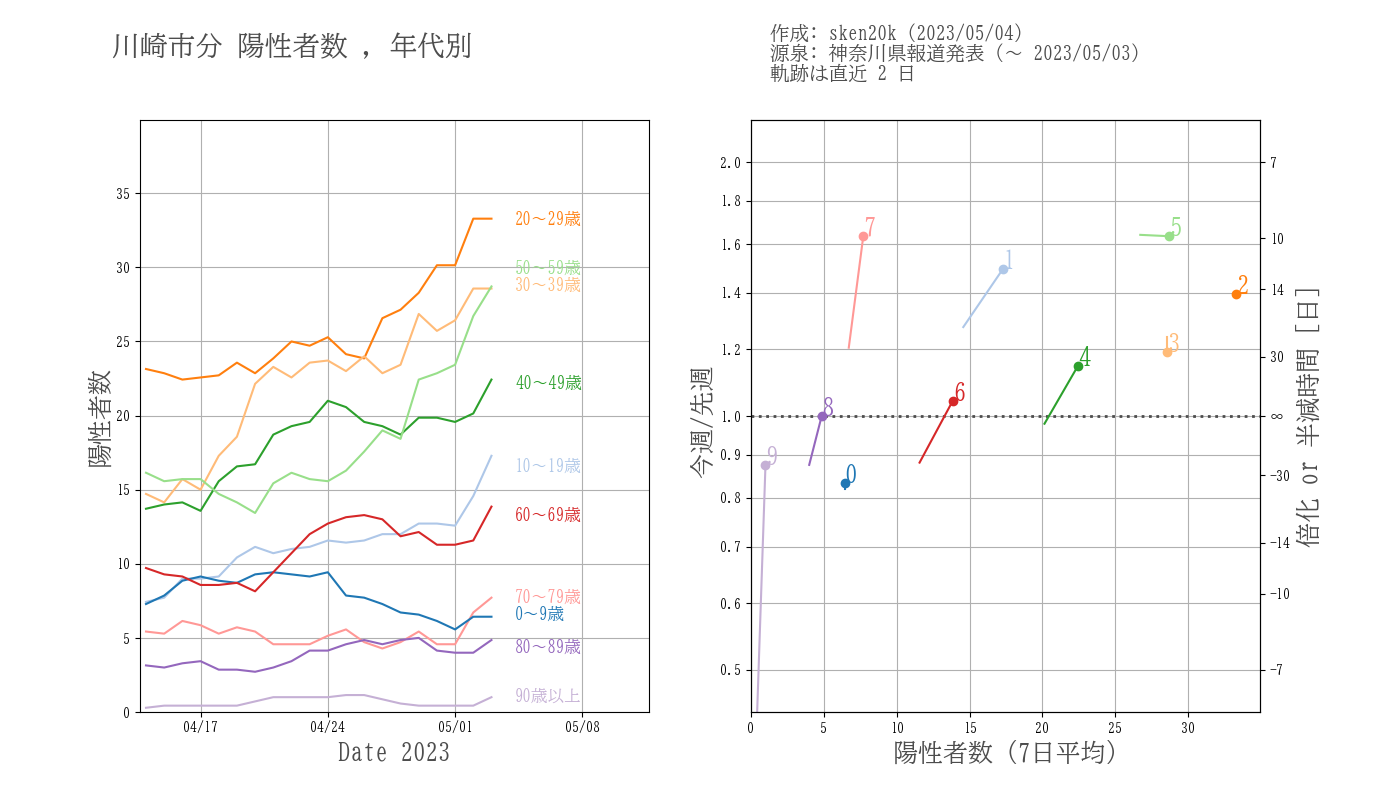 川崎市分 陽性者数 , 年代別
作成: sken20k (2023/05/04)
源泉: 神奈川県報道発表 (〜 2023/05/03)
軌跡は直近 2 日
陽性者数
35
30
25
20
15
10
5
0
04/17
04/24
05/01
05/08
Date 2023
20〜29歳
50〜59歳
30〜39歳
40〜49歳
10〜19歳
60〜69歳
70〜79歳
0〜9歳
80〜89歳
90歳以上
今週/先週
2.0
1.8
1.6
1.4
1.2
1.0
0.9
0.8
0.7
0.6
0.5
7
5
1
2
3
4
6
8
9
0
0
5
10
15
20
25
30
陽性者数 (7日平均)
7
10
14
30
∞
-30
-14
-10
-7
倍化 or 半減時間 [日]